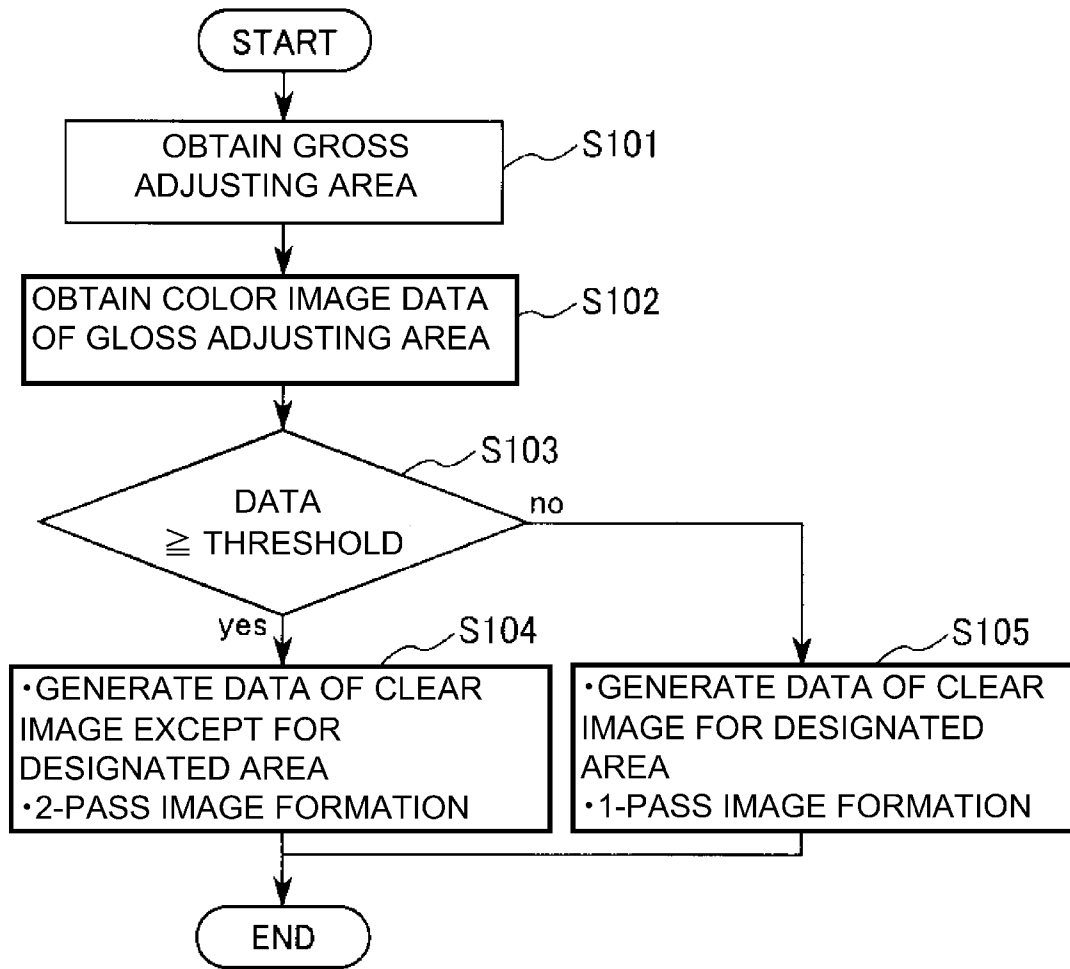 START
OBTAIN GROSS
ADJUSTING AREA
S101
OBTAIN COLOR IMAGE DATA
OF GLOSS ADJUSTING AREA
S102
S103
DATA
≧ THRESHOLD
no
yes
S104
・GENERATE DATA OF CLEAR
IMAGE EXCEPT FOR
DESIGNATED AREA
・2-PASS IMAGE FORMATION
S105
・GENERATE DATA OF CLEAR
IMAGE FOR DESIGNATED
AREA
・1-PASS IMAGE FORMATION
END